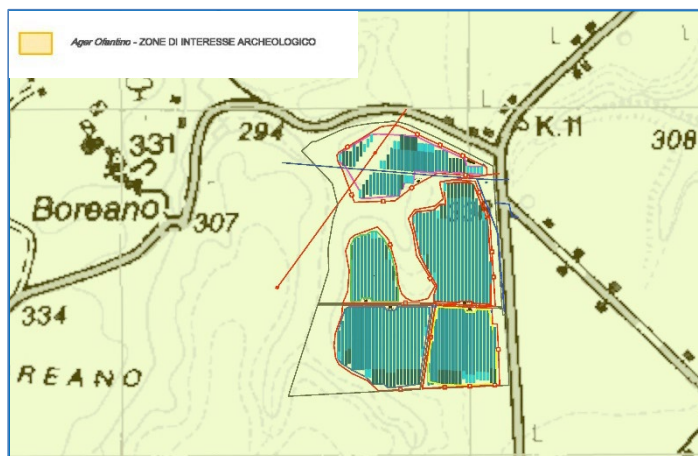 Ager Ofantino - ZONE DI INTERESSE ARCHEOLOGICO
L
L
K.11
294
331
308
Boreano
307
L
334
REANO
L